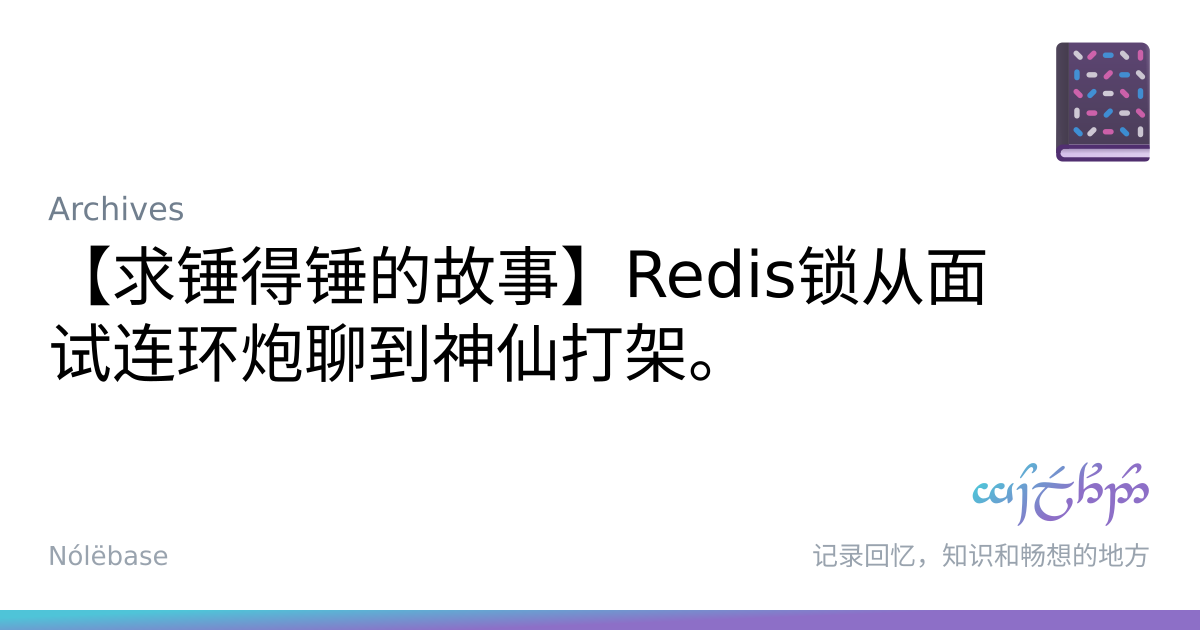 Archives
【求锤得锤的故事】Redis锁从面
试连环炮聊到神仙打架。
Nólëbase
记录回忆，知识和畅想的地方